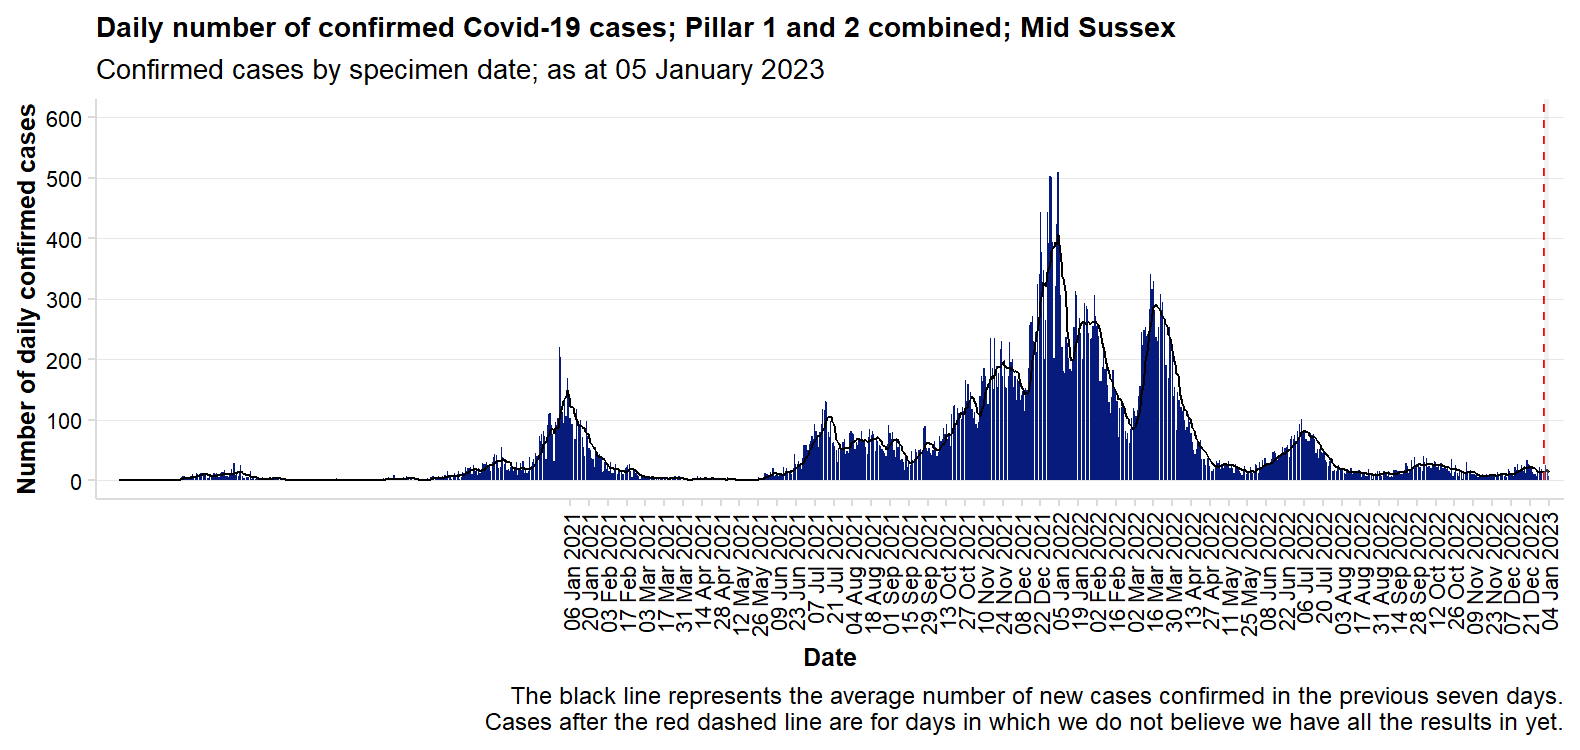 Daily number of confirmed Covid-19 cases; Pillar 1 and 2 combined; Mid Sussex
Confirmed cases by specimen date; as at 05 January 2023
Number of daily confirmed cases
600
500
400
300
200
100
0
06 Jan 2021
20 Jan 2021
03 Feb 2021
17 Feb 2021
03 Mar 2021
17 Mar 2021
31 Mar 2021
14 Apr 2021
28 Apr 2021
12 May 2021
26 May 2021
09 Jun 2021
23 Jun 2021
07 Jul 2021
21 Jul 2021
04 Aug 2021
18 Aug 2021
01 Sep 2021
15 Sep 2021
29 Sep 2021
13 Oct 2021
27 Oct 2021
10 Nov 2021
24 Nov 2021
08 Dec 2021
22 Dec 2021
05 Jan 2022
19 Jan 2022
02 Feb 2022
16 Feb 2022
02 Mar 2022
16 Mar 2022
30 Mar 2022
13 Apr 2022
27 Apr 2022
11 May 2022
25 May 2022
08 Jun 2022
22 Jun 2022
06 Jul 2022
20 Jul 2022
03 Aug 2022
17 Aug 2022
31 Aug 2022
14 Sep 2022
28 Sep 2022
12 Oct 2022
26 Oct 2022
09 Nov 2022
23 Nov 2022
07 Dec 2022
21 Dec 2022
04 Jan 2023
Date
The black line represents the average number of new cases confirmed in the previous seven days.
Cases after the red dashed line are for days in which we do not believe we have all the results in yet.